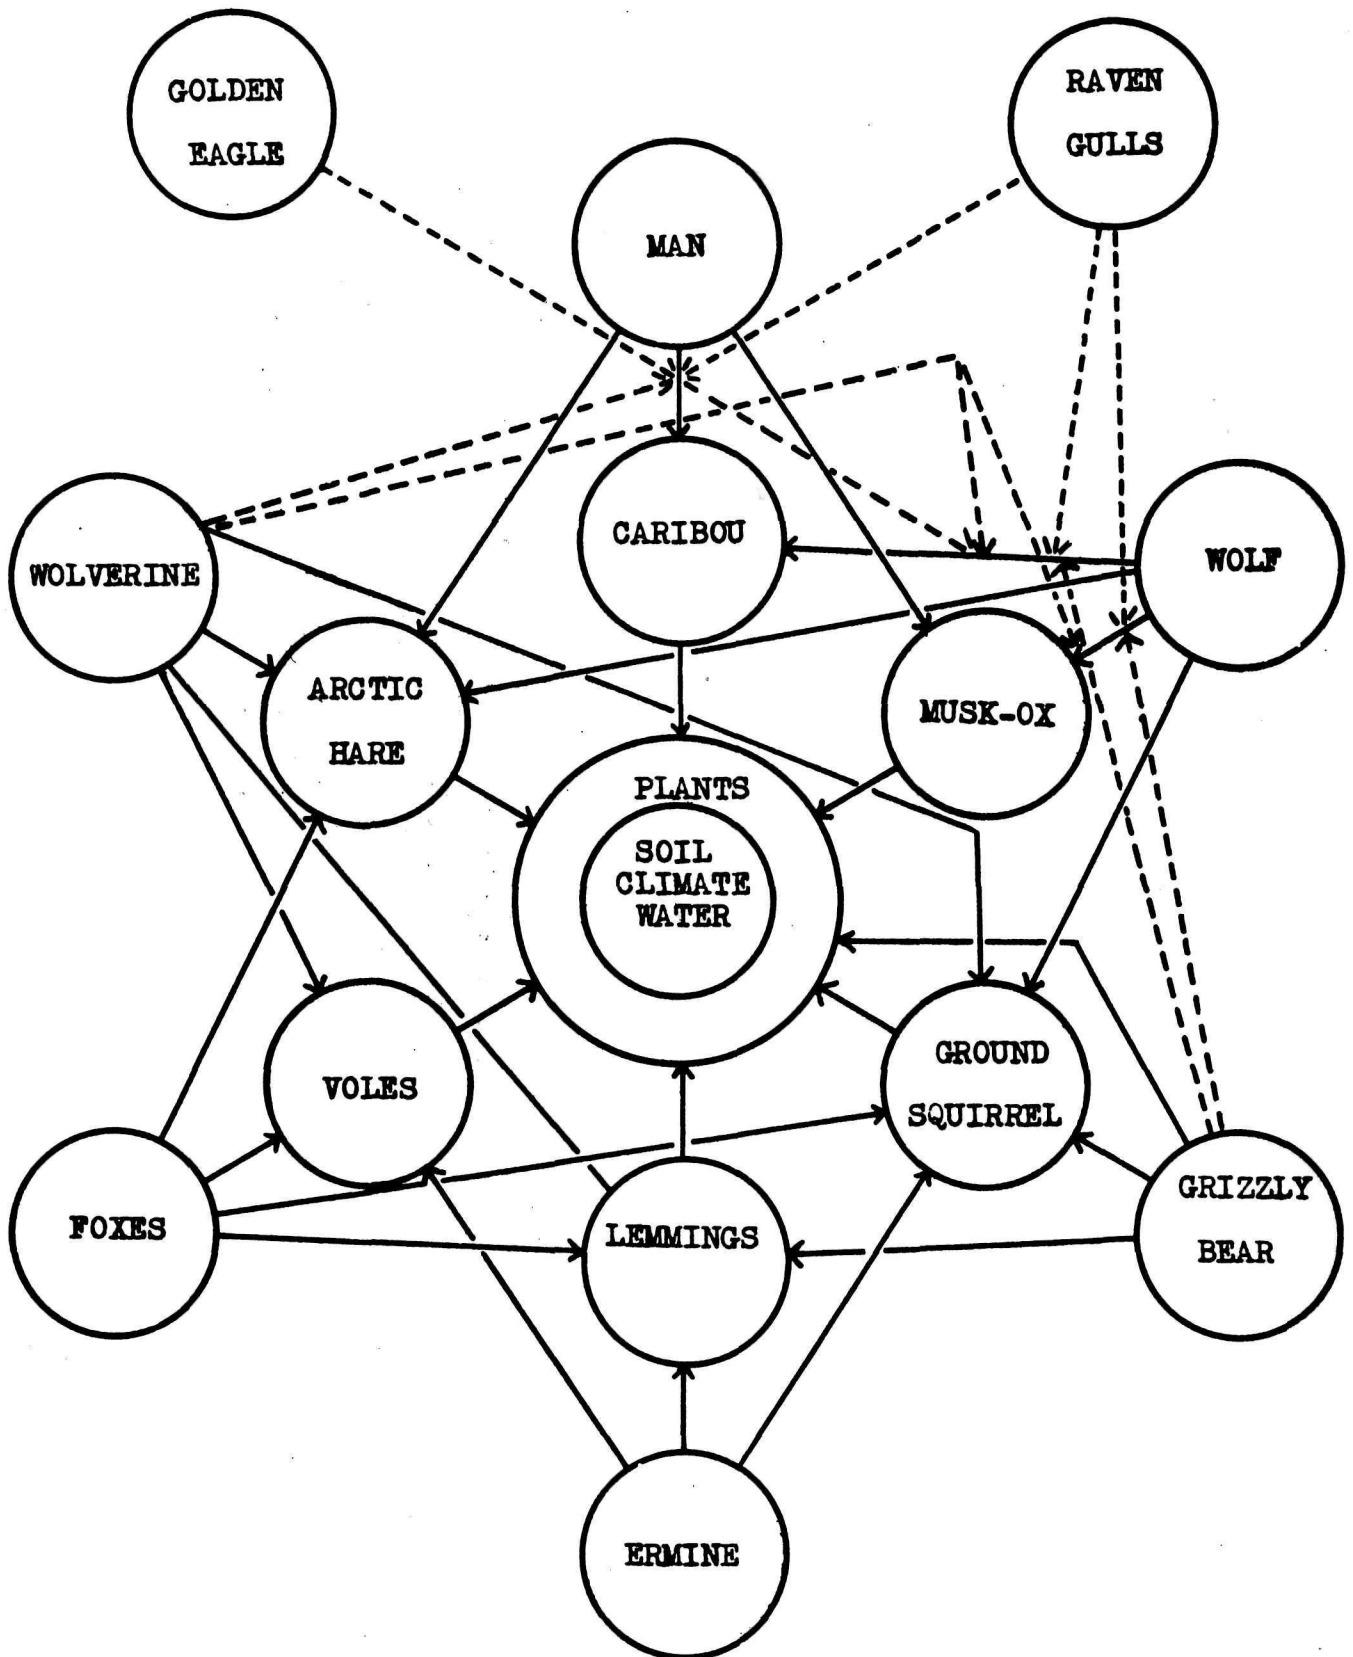 GOLDEN
EAGLE
RAVEN
GULLS
MAN
CARIBOU
WOLF
WOLVERINE
ARCTIC
HARE
MUSK-OX
PLANTS
SOIL
CLIMATE
WATER
VOLES
GROUND
SQUIRREL
FOXES
LEMMINGS
GRIZZLY
BEAR
ERMINE